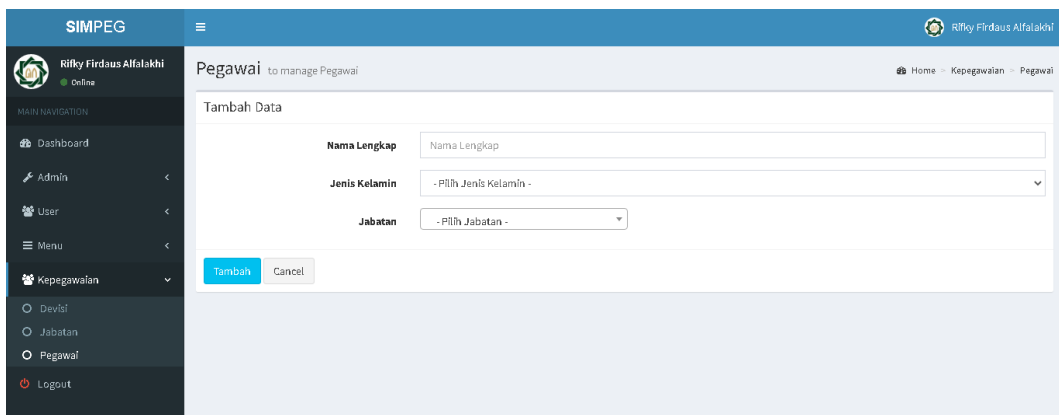 SIMPEG
Rifky Firdaus Alfalakhi
Rifky Firdaus Alfalakhi
Online
Pegawai to manage Pegawai
Home > Kepegawaian > Pegawai
MAIN NAVIGATION
Dashboard
Admin
User
Menu
Kepegawaian
Devisi
Jabatan
Pegawai
Logout
Tambah Data
Nama Lengkap Nama Lengkap
Jenis Kelamin - Pilih Jenis Kelamin -
Jabatan - Pilih Jabatan -
Tambah Cancel